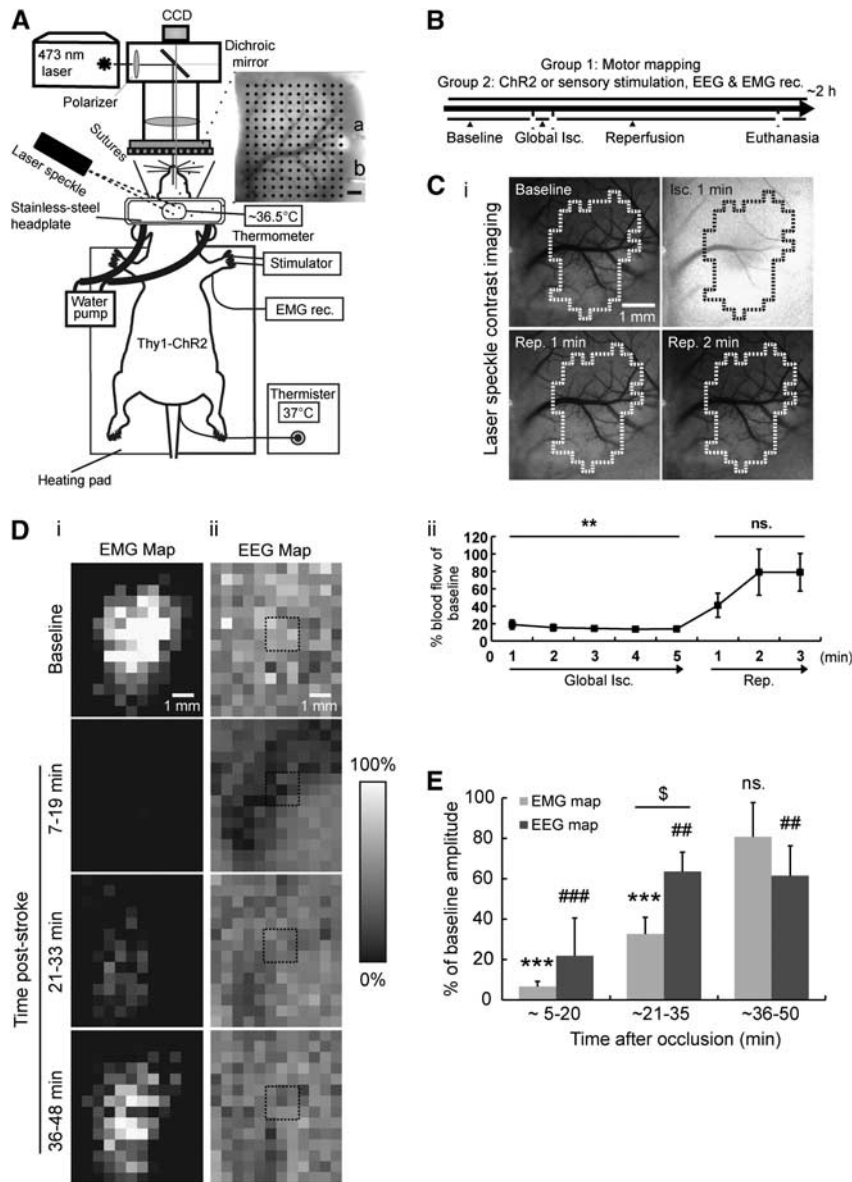 A
CCD
473 nm
laser
Dichroic
mirror
Polarizer
Sutures
a
b
Laser speckle
Stainless-steel
headplate
~36.5°C
Thermometer
Stimulator
Water
pump
EMG rec.
Thy1-ChR2
Thermister
37°C
Heating pad
B
Group 1: Motor mapping
Group 2: ChR2 or sensory stimulation, EEG & EMG rec.
~2 h
Baseline
Global Isc.
Reperfusion
Euthanasia
C
i
Laser speckle contrast imaging
Baseline
Isc. 1 min
1 mm
Rep. 1 min
Rep. 2 min
ii
**
ns.
% blood flow of
baseline
120
100
80
60
40
20
0
0 1 2 3 4 5 1 2 3 (min)
Global Isc.
Rep.
D
i
ii
EMG Map
EEG Map
Baseline
1 mm
1 mm
Time post-stroke
7-19 min
21-33 min
36-48 min
100%
0%
E
EMG map
EEG map
% of baseline amplitude
100
80
60
40
20
0
***
###
$
***
##
ns.
##
~ 5-20
~21-35
~36-50
Time after occlusion (min)